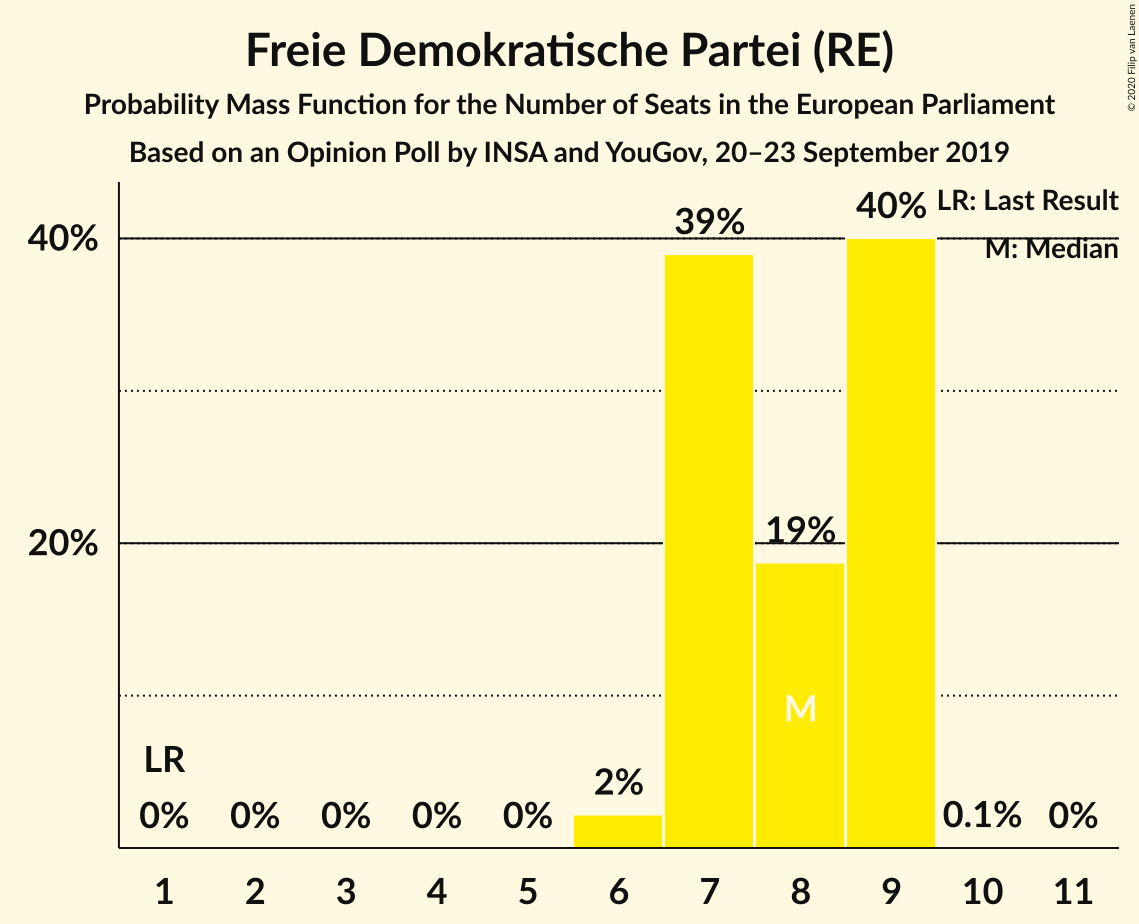 Freie Demokratische Partei (RE)
Probability Mass Function for the Number of Seats in the European Parliament
Based on an Opinion Poll by INSA and YouGov, 20–23 September 2019
© 2020 Filip van Laenen
LR: Last Result
M: Median
40%
20%
LR
0%
0%
0%
0%
0%
2%
39%
19%
M
40%
0.1%
0%
1 2 3 4 5 6 7 8 9 10 11